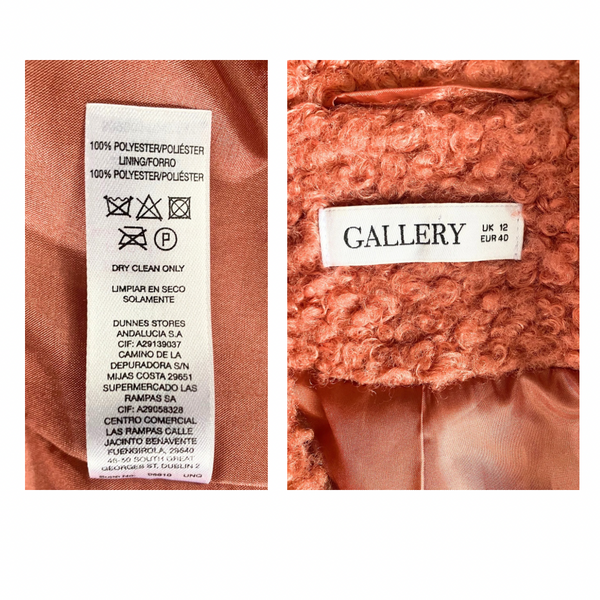 100% POLYESTER/POLIÉSTER
LINING/FORRO
100% POLYESTER/POLIÉSTER
P
DRY CLEAN ONLY
LIMPIAR EN SECO
SOLAMENTE
DUNNES STORES
ANDALUCIA S.A
CIF: A29139037
CAMINO DE LA
DEPURADORA S/N
MIJAS COSTA 29651
SUPERMERCADO LAS
RAMPAS SA
CIF: A29058328
CENTRO COMERCIAL
LAS RAMPAS CALLE
JACINTO BENAVENTE
FUENGIROLA, 29640
46-50 SOUTH GREAT
GEORGES ST, DUBLIN 2
UNQ
GALLERY
UK 12
EUR 40